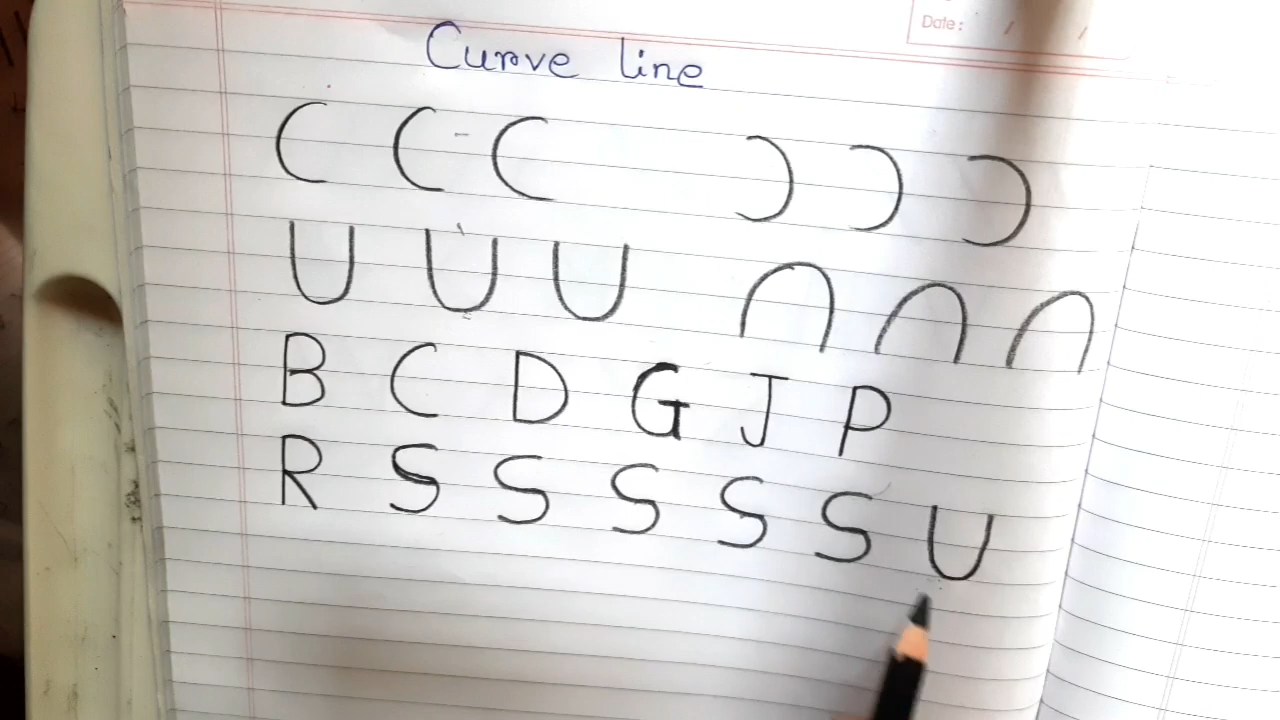 Date: / /
Curve line
( ( ( ) ) )
U U U ∩ ∩ ∩
B C D G J P
R S S S S S U